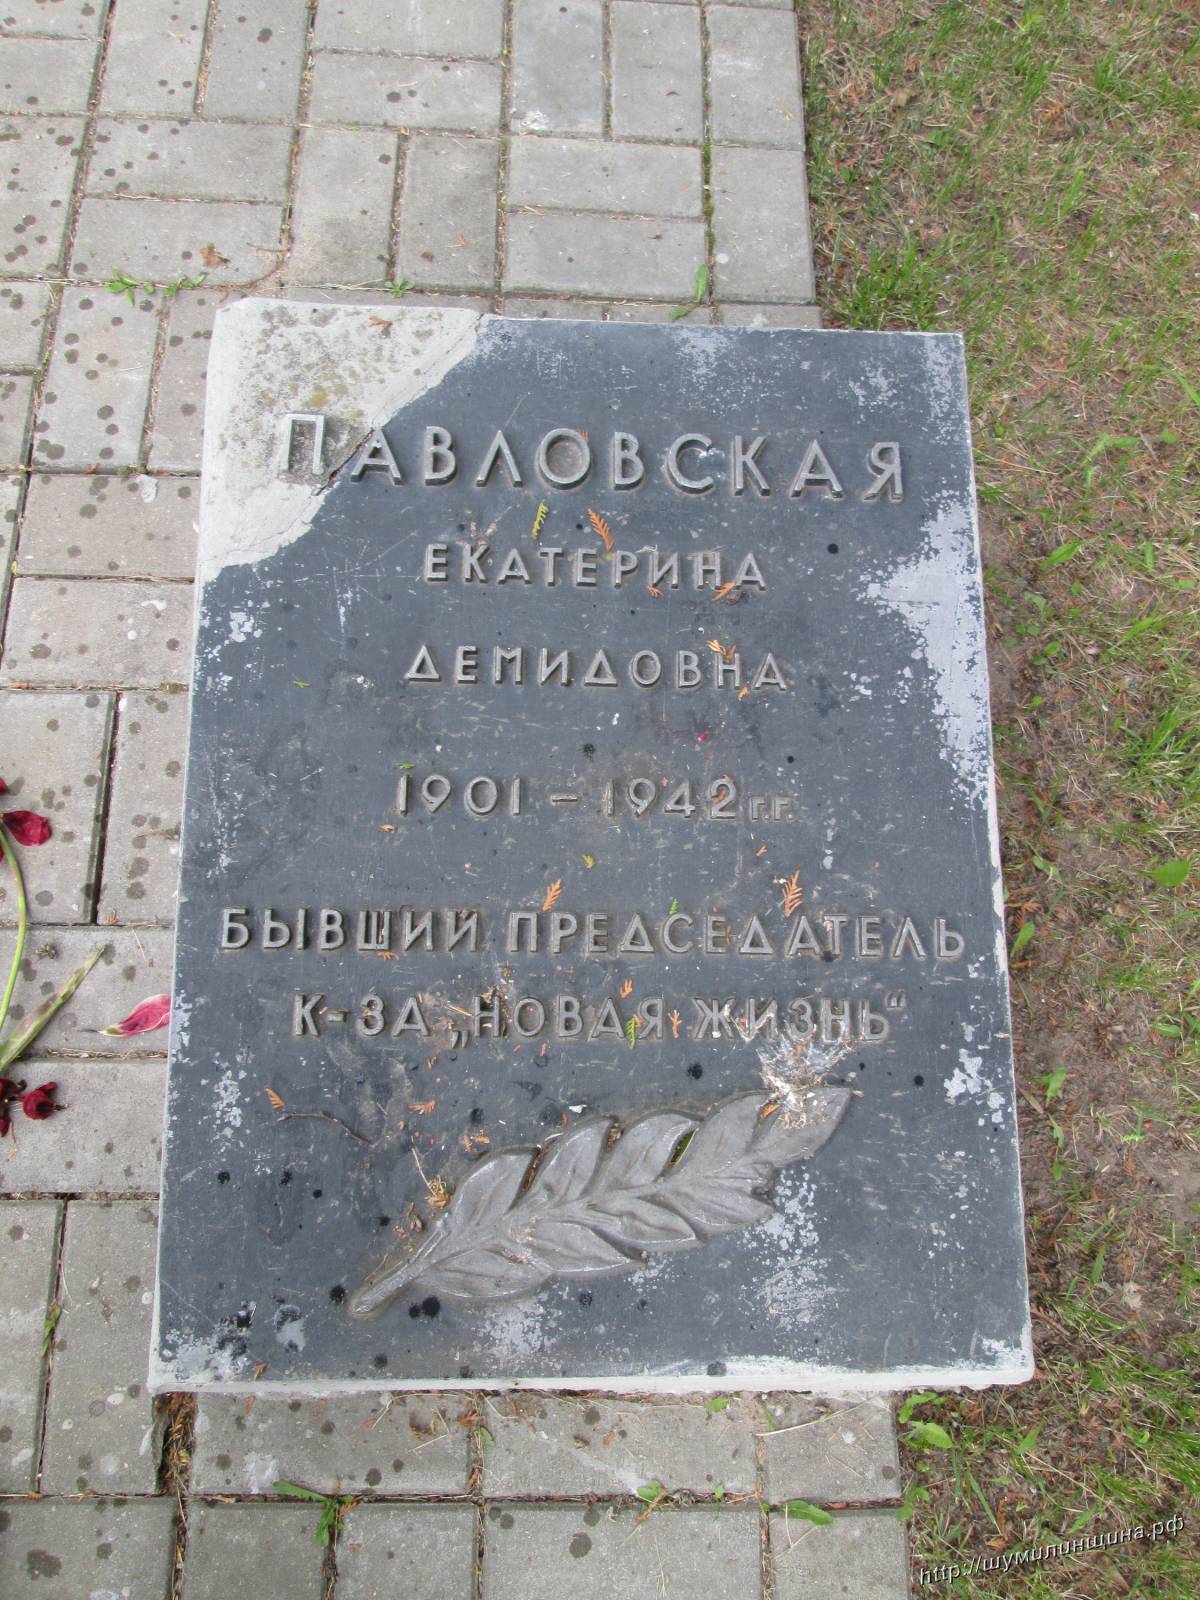 ПАВЛОВСКАЯ
ЕКАТЕРИНА
ДЕМИДОВНА
1901 – 1942 г.г.
БЫВШИЙ ПРЕДСЕДАТЕЛЬ
К-ЗА „НОВАЯ ЖИЗНЬ“
http://шумилинщина.рф